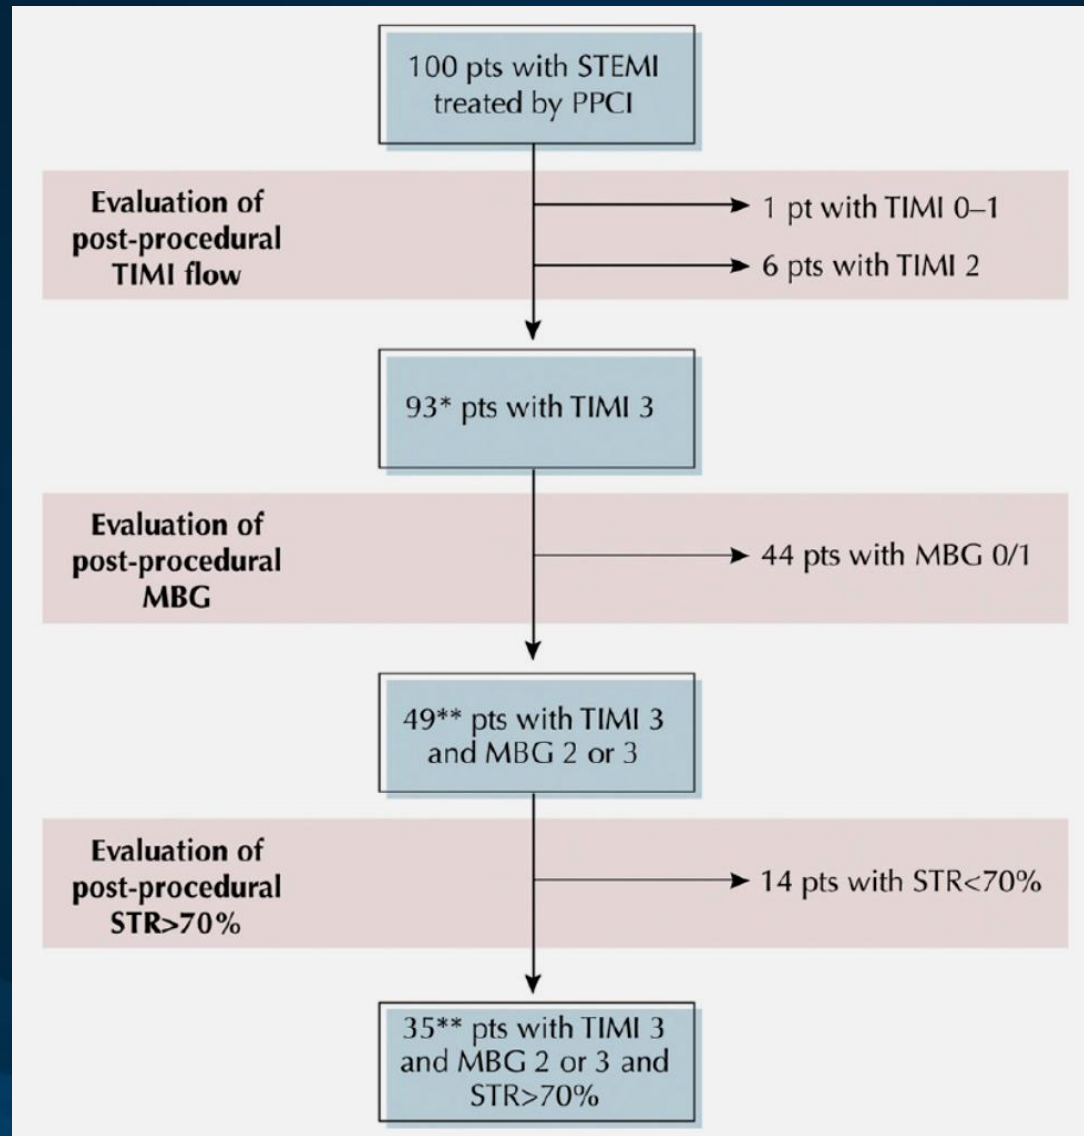 100 pts with STEMI
treated by PPCI
Evaluation of
post-procedural
TIMI flow
1 pt with TIMI 0–1
6 pts with TIMI 2
93* pts with TIMI 3
Evaluation of
post-procedural
MBG
44 pts with MBG 0/1
49** pts with TIMI 3
and MBG 2 or 3
Evaluation of
post-procedural
STR>70%
14 pts with STR<70%
35** pts with TIMI 3
and MBG 2 or 3 and
STR>70%